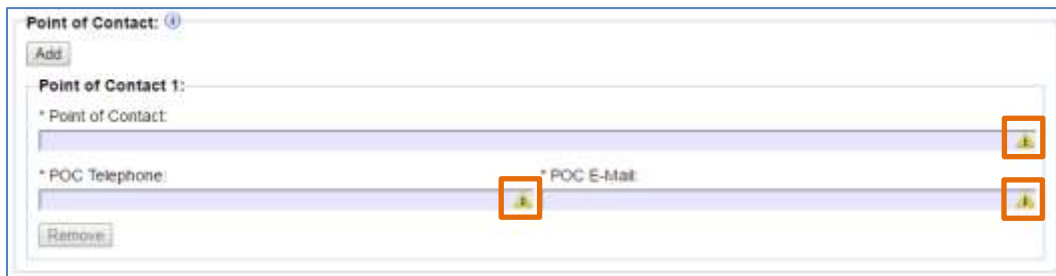 Point of Contact:
Add
Point of Contact 1:
* Point of Contact:
* POC Telephone:
* POC E-Mail:
Remove